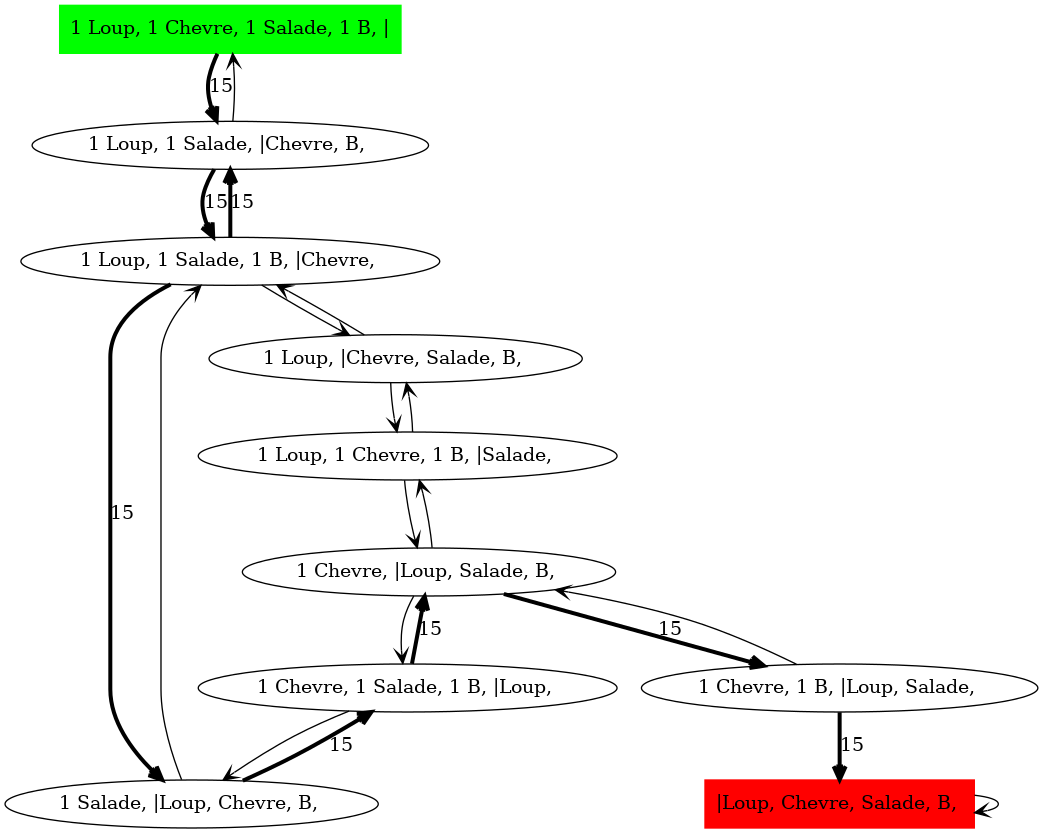 1 Loup, 1 Chevre, 1 Salade, 1 B, |
15
1 Loup, 1 Salade, |Chevre, B,
15 15
1 Loup, 1 Salade, 1 B, |Chevre,
1 Loup, |Chevre, Salade, B,
1 Loup, 1 Chevre, 1 B, |Salade,
15
1 Chevre, |Loup, Salade, B,
15 15
1 Chevre, 1 Salade, 1 B, |Loup, 1 Chevre, 1 B, |Loup, Salade,
15 15
1 Salade, |Loup, Chevre, B, |Loup, Chevre, Salade, B,